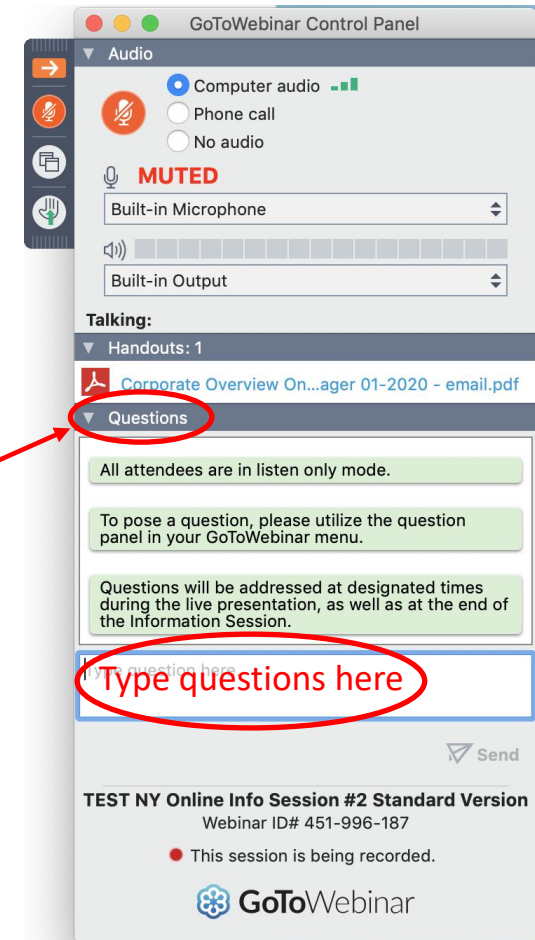 GoToWebinar Control Panel
Audio
Computer audio
Phone call
No audio
MUTED
Built-in Microphone
Built-in Output
Talking:
Handouts: 1
Corporate Overview On...ager 01-2020 - email.pdf
Questions
All attendees are in listen only mode.
To pose a question, please utilize the question
panel in your GoToWebinar menu.
Questions will be addressed at designated times
during the live presentation, as well as at the end of
the Information Session.
Type question here
Type questions here
Send
TEST NY Online Info Session #2 Standard Version
Webinar ID# 451-996-187
This session is being recorded.
GoToWebinar